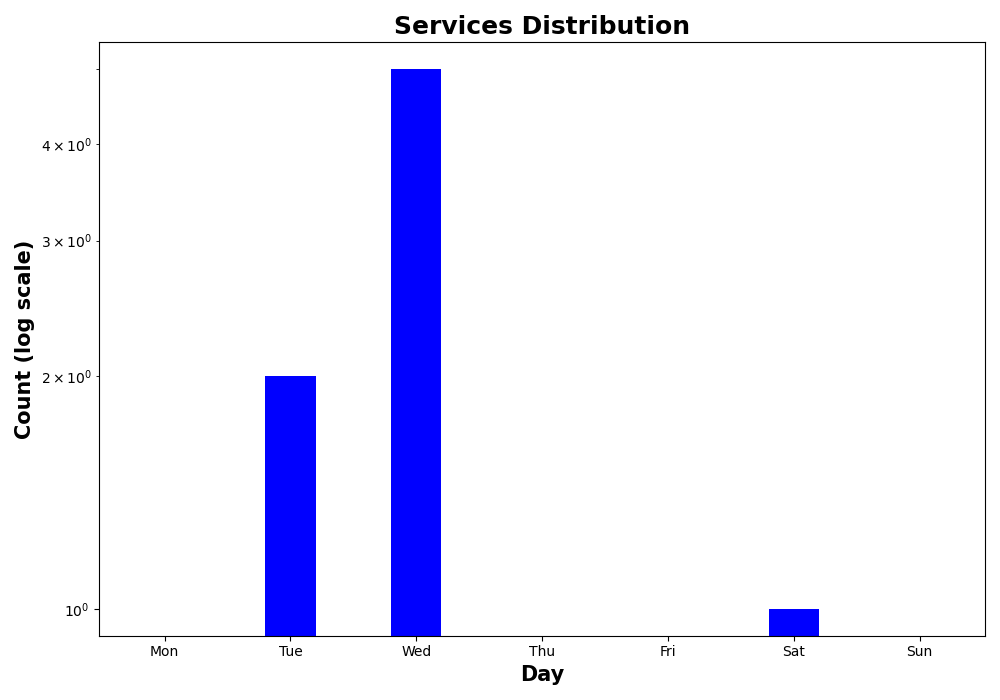 Services Distribution
Count (log scale)
4 × 10⁰
3 × 10⁰
2 × 10⁰
10⁰
Mon Tue Wed Thu Fri Sat Sun
Day